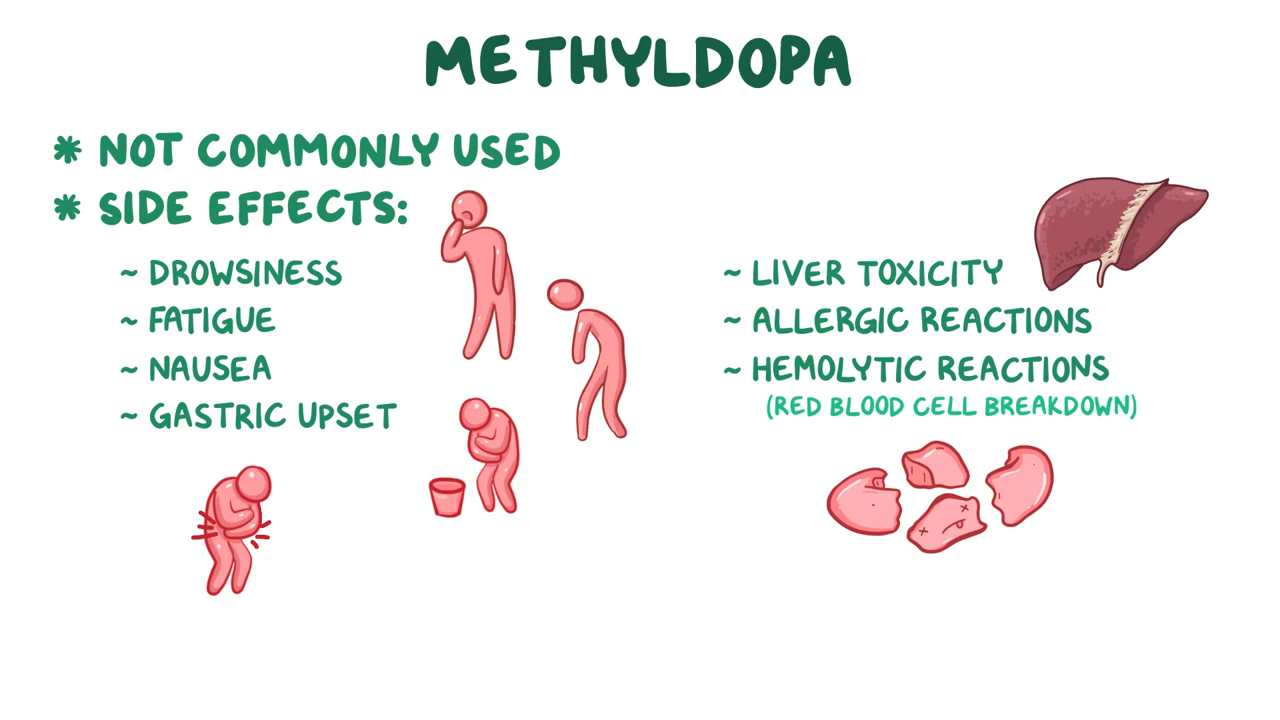 METHYLDOPA
* NOT COMMONLY USED
* SIDE EFFECTS:
~ DROWSINESS
~ FATIGUE
~ NAUSEA
~ GASTRIC UPSET
~ LIVER TOXICITY
~ ALLERGIC REACTIONS
~ HEMOLYTIC REACTIONS
(RED BLOOD CELL BREAKDOWN)